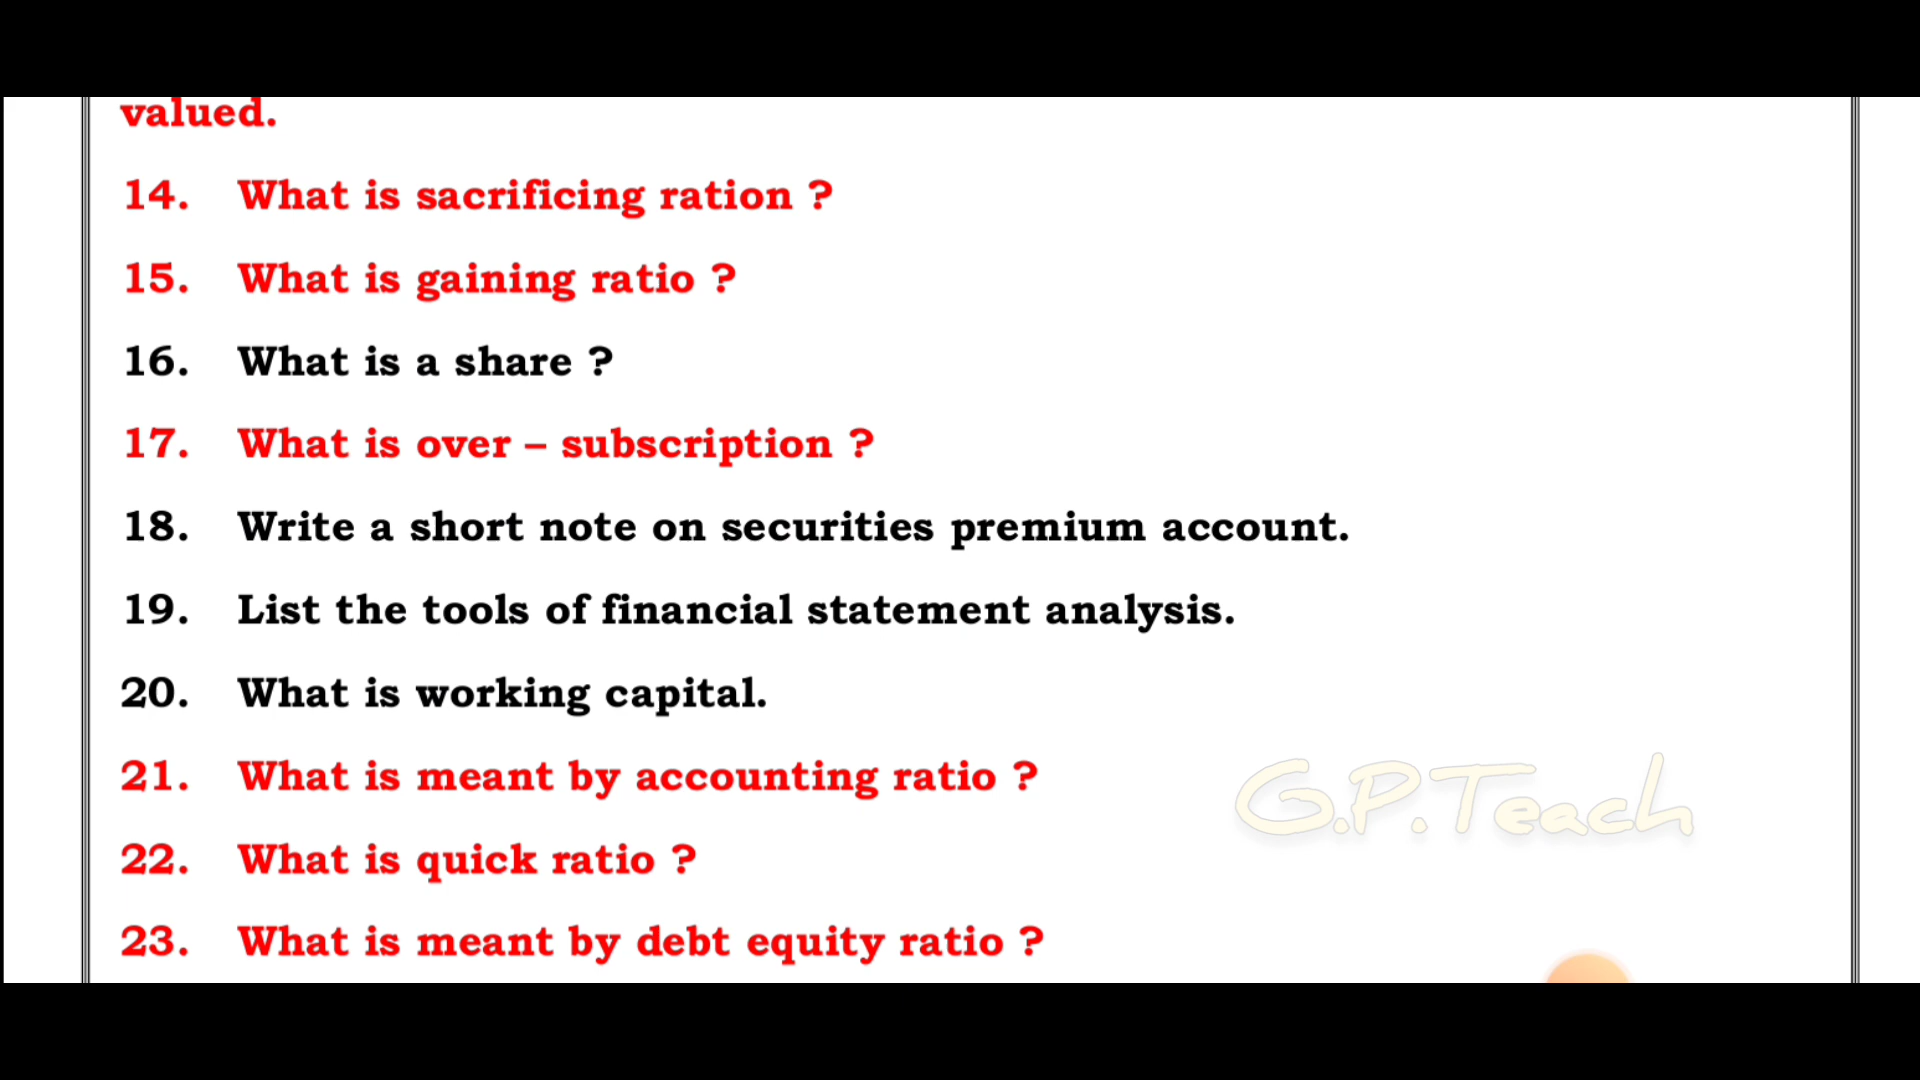 valued.
14. What is sacrificing ration ?
15. What is gaining ratio ?
16. What is a share ?
17. What is over – subscription ?
18. Write a short note on securities premium account.
19. List the tools of financial statement analysis.
20. What is working capital.
21. What is meant by accounting ratio ?
G.P.Teach
22. What is quick ratio ?
23. What is meant by debt equity ratio ?